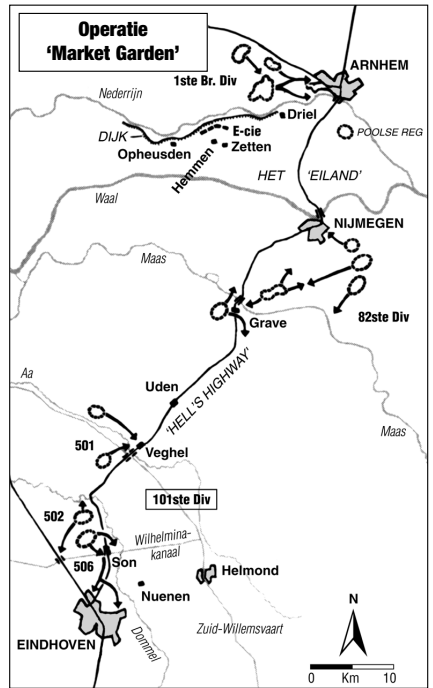 Operatie
‘Market Garden’
ARNHEM
1ste Br. Div
Nederrijn
Driel
DIJK
E-cie
POOLSE REG
Opheusden
Zetten
Hemmen
HET ‘EILAND’
Waal
NIJMEGEN
Maas
82ste Div
Grave
‘HELL’S HIGHWAY’
Aa
Uden
Maas
501
Veghel
101ste Div
502
Wilhelmina-
kanaal
506
Son
Helmond
Nuenen
N
EINDHOVEN
Dommel
Zuid-Willemsvaart
0 Km 10